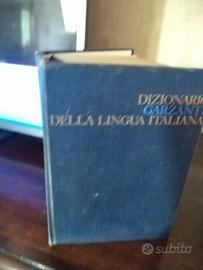 DIZIONARIO
GARZANTI
DELLA LINGUA ITALIANA
subito